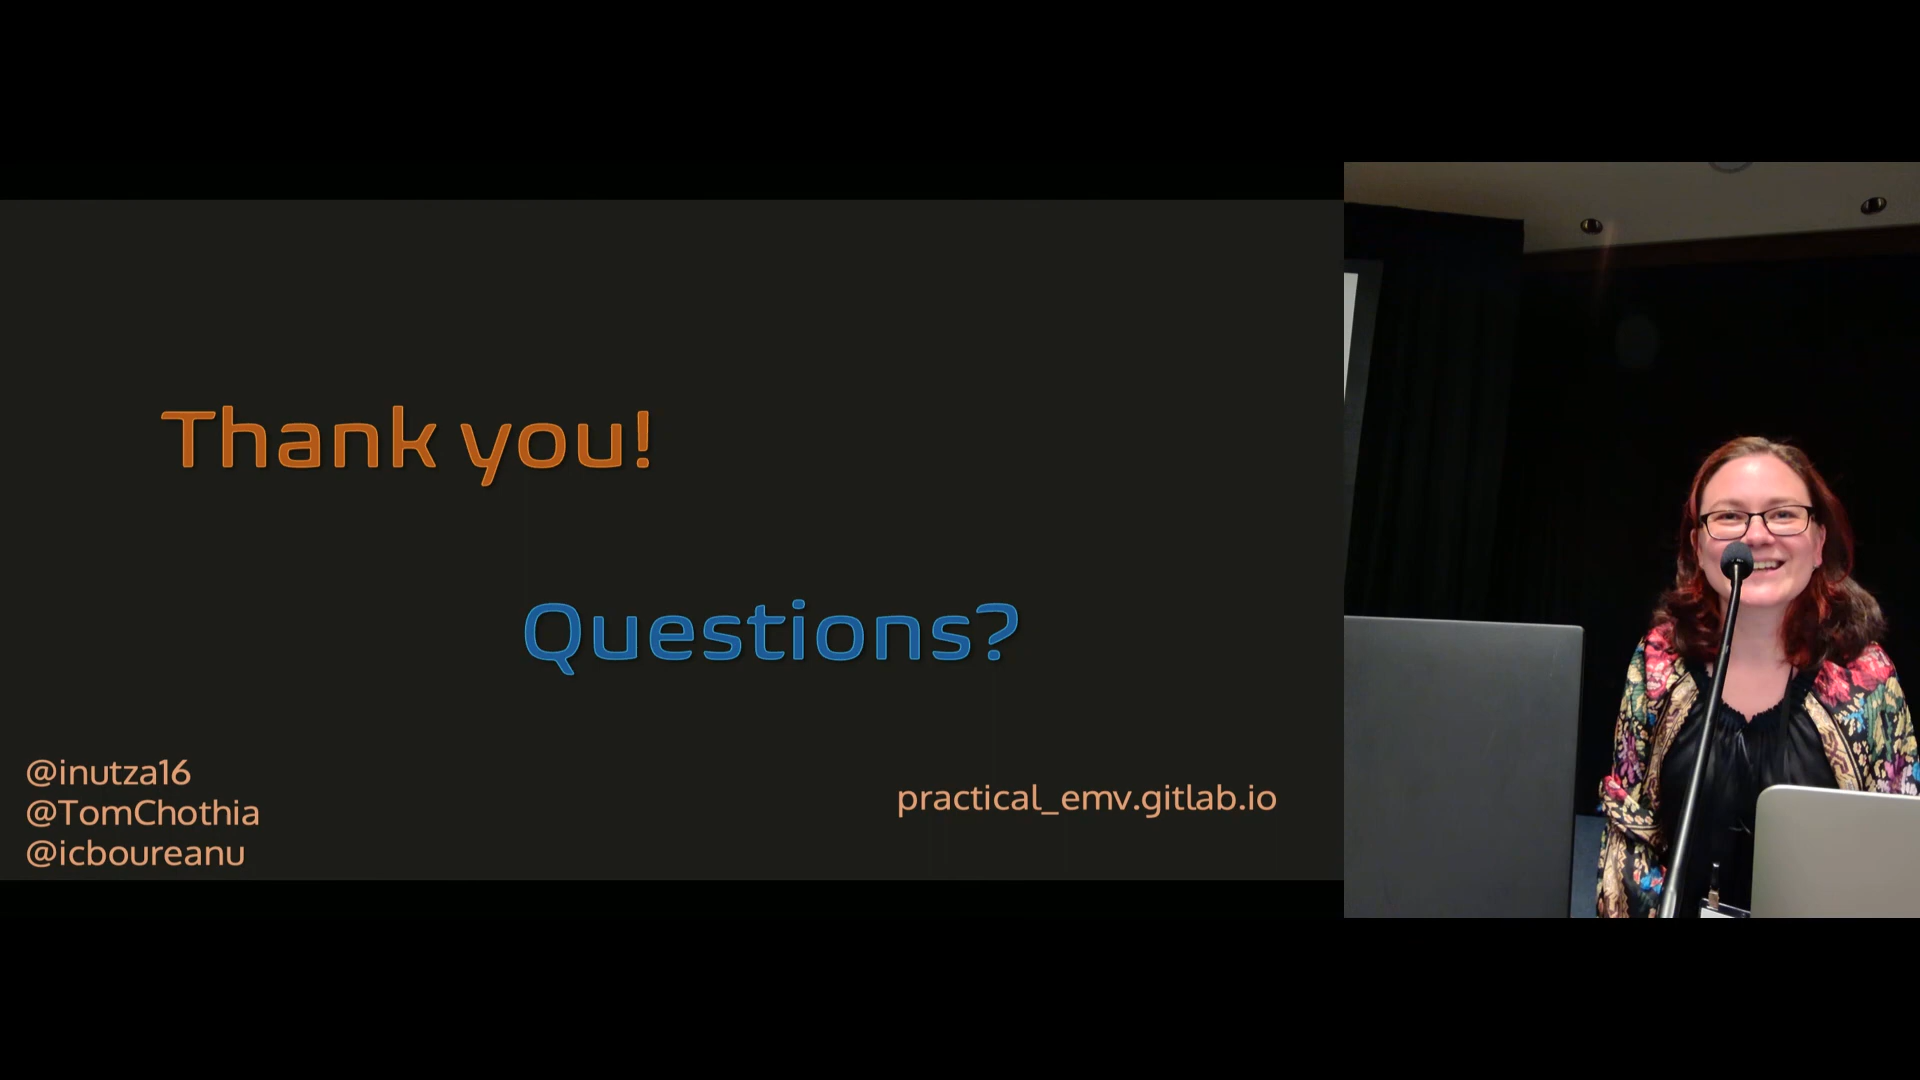 Thank you!
Questions?
@inutza16
@TomChothia
@icboureanu
practical_emv.gitlab.io